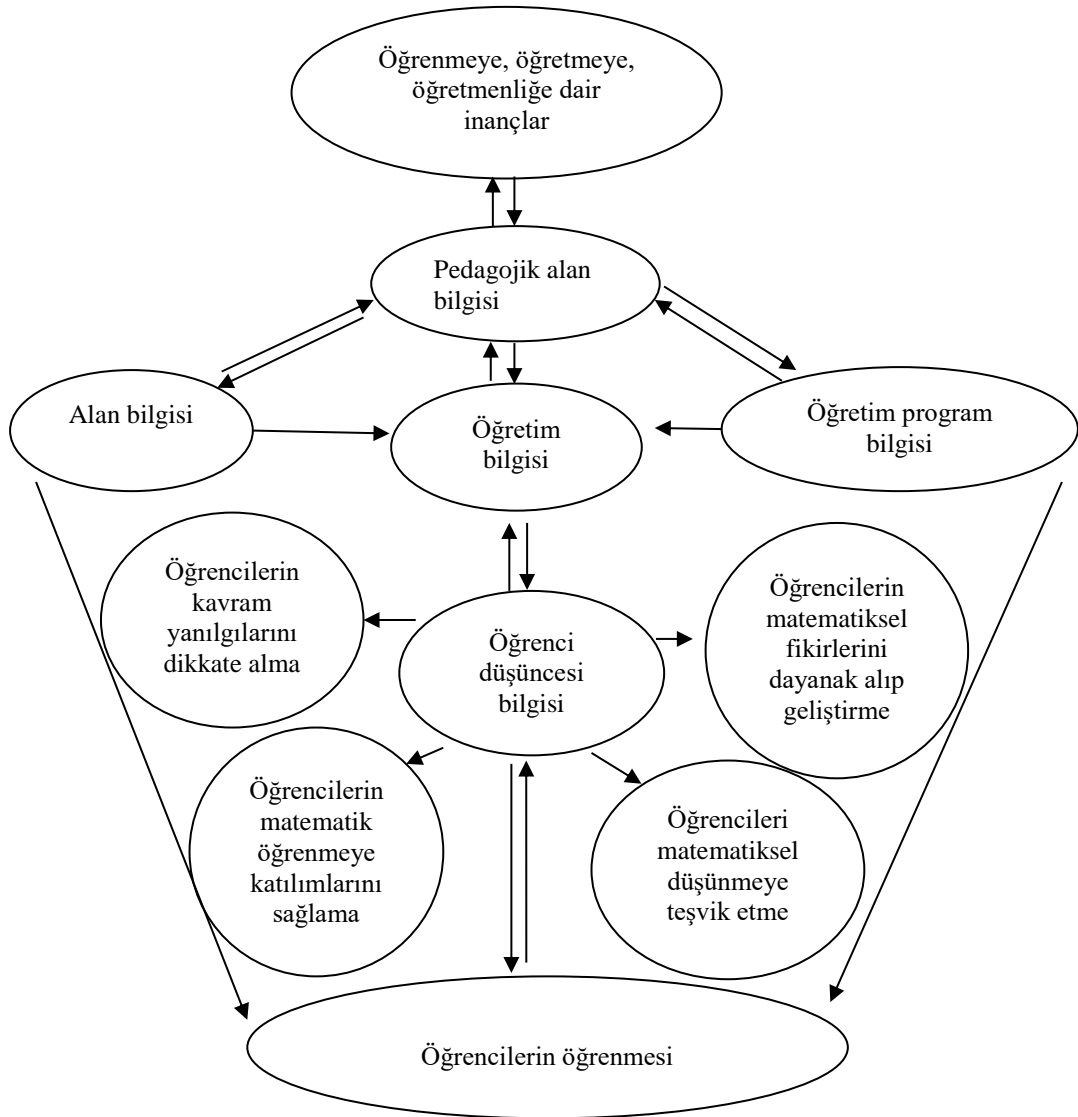 Öğrenmeye, öğretmeye,
öğretmenliğe dair
inançlar
Pedagojik alan
bilgisi
Alan bilgisi
Öğretim
bilgisi
Öğretim program
bilgisi
Öğrencilerin
kavram
yanılgılarını
dikkate alma
Öğrenci
düşüncesi
bilgisi
Öğrencilerin
matematiksel
fikirlerini
dayanak alıp
geliştirme
Öğrencilerin
matematik
öğrenmeye
katılımlarını
sağlama
Öğrencileri
matematiksel
düşünmeye
teşvik etme
Öğrencilerin öğrenmesi